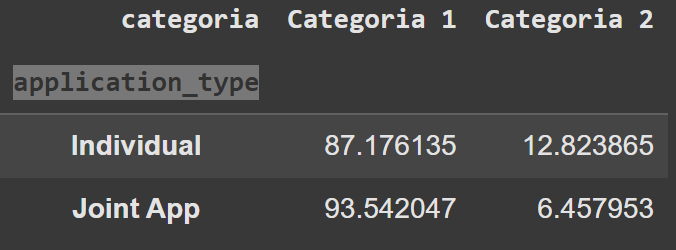 categoria Categoria 1 Categoria 2
application_type
Individual 87.176135 12.823865
Joint App 93.542047 6.457953